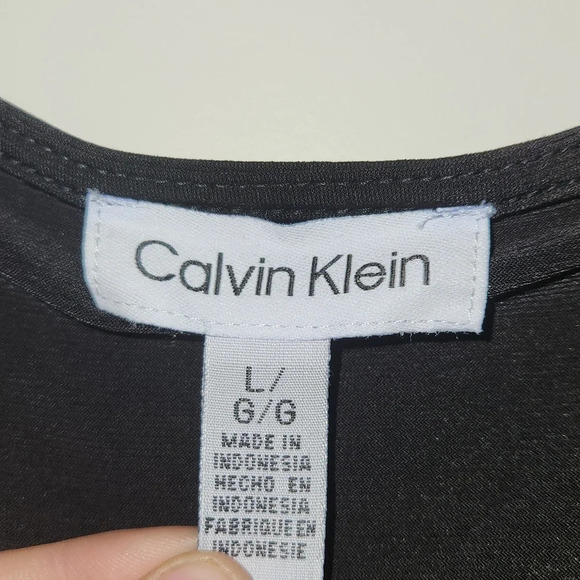 Calvin Klein
L/
G/G
MADE IN
INDONESIA
HECHO EN
INDONESIA
FABRIQUE EN
INDONESIE